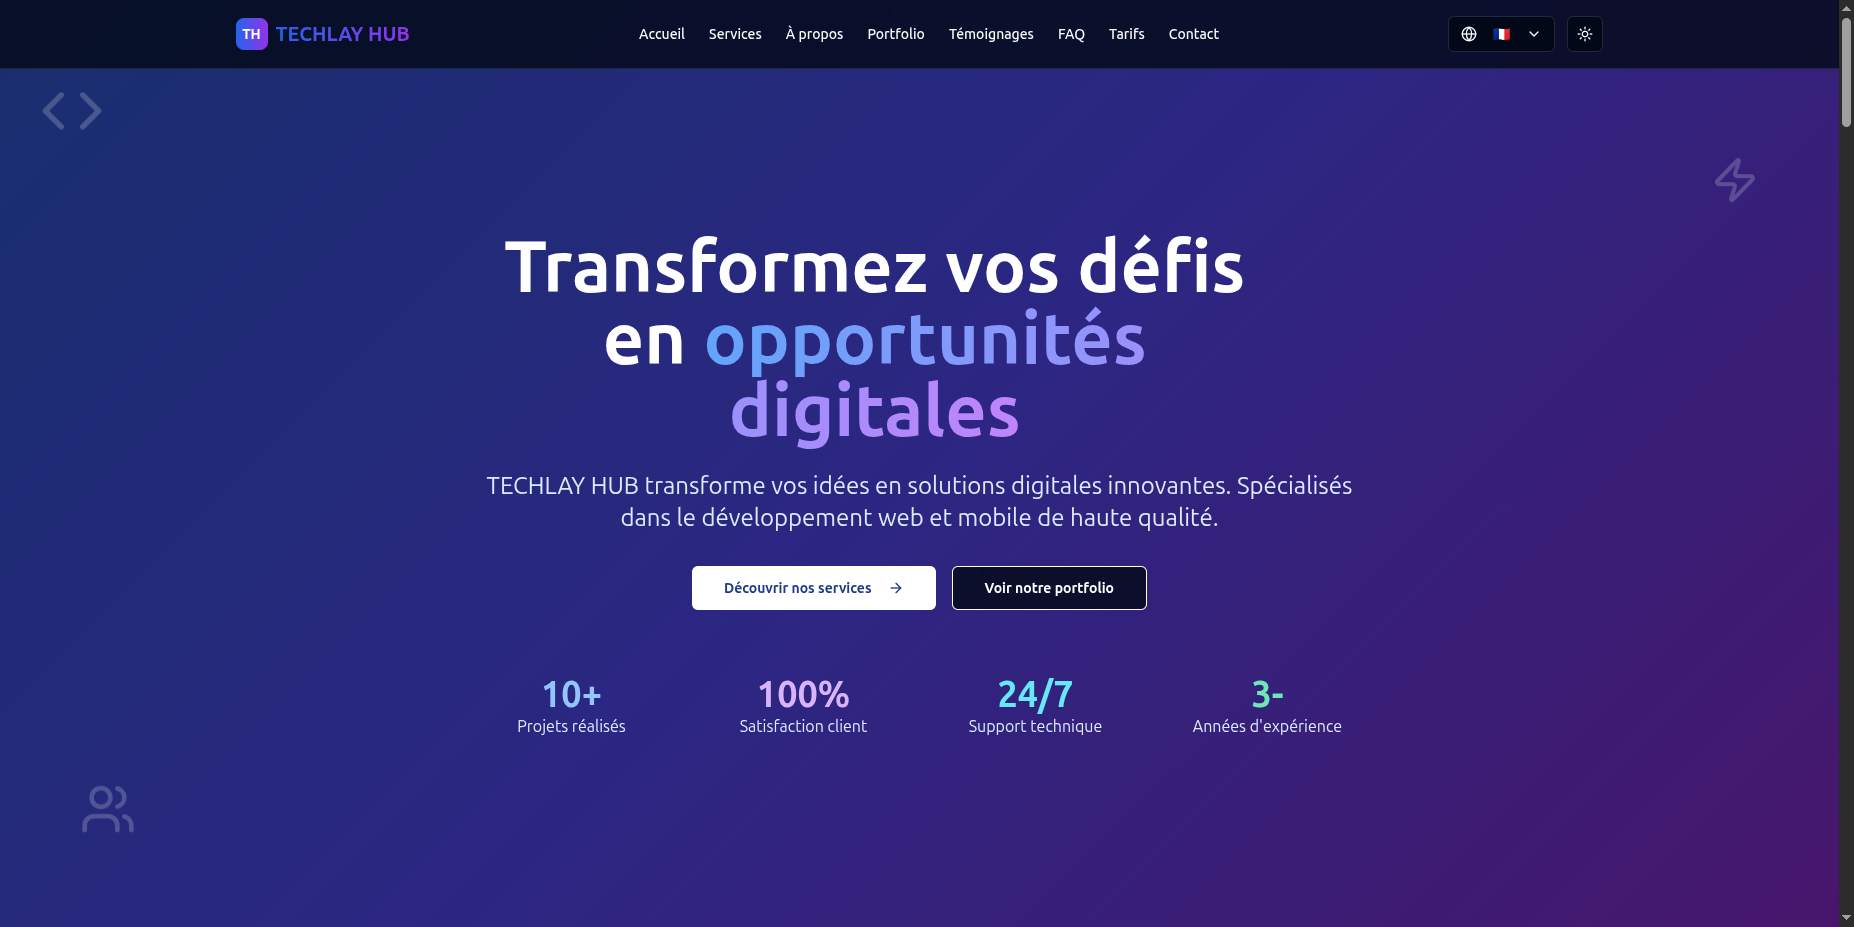 TH TECHLAY HUB
Accueil Services À propos Portfolio Témoignages FAQ Tarifs Contact
Transformez vos défis
en opportunités
digitales
TECHLAY HUB transforme vos idées en solutions digitales innovantes. Spécialisés
dans le développement web et mobile de haute qualité.
Découvrir nos services
Voir notre portfolio
10+
Projets réalisés
100%
Satisfaction client
24/7
Support technique
3-
Années d'expérience